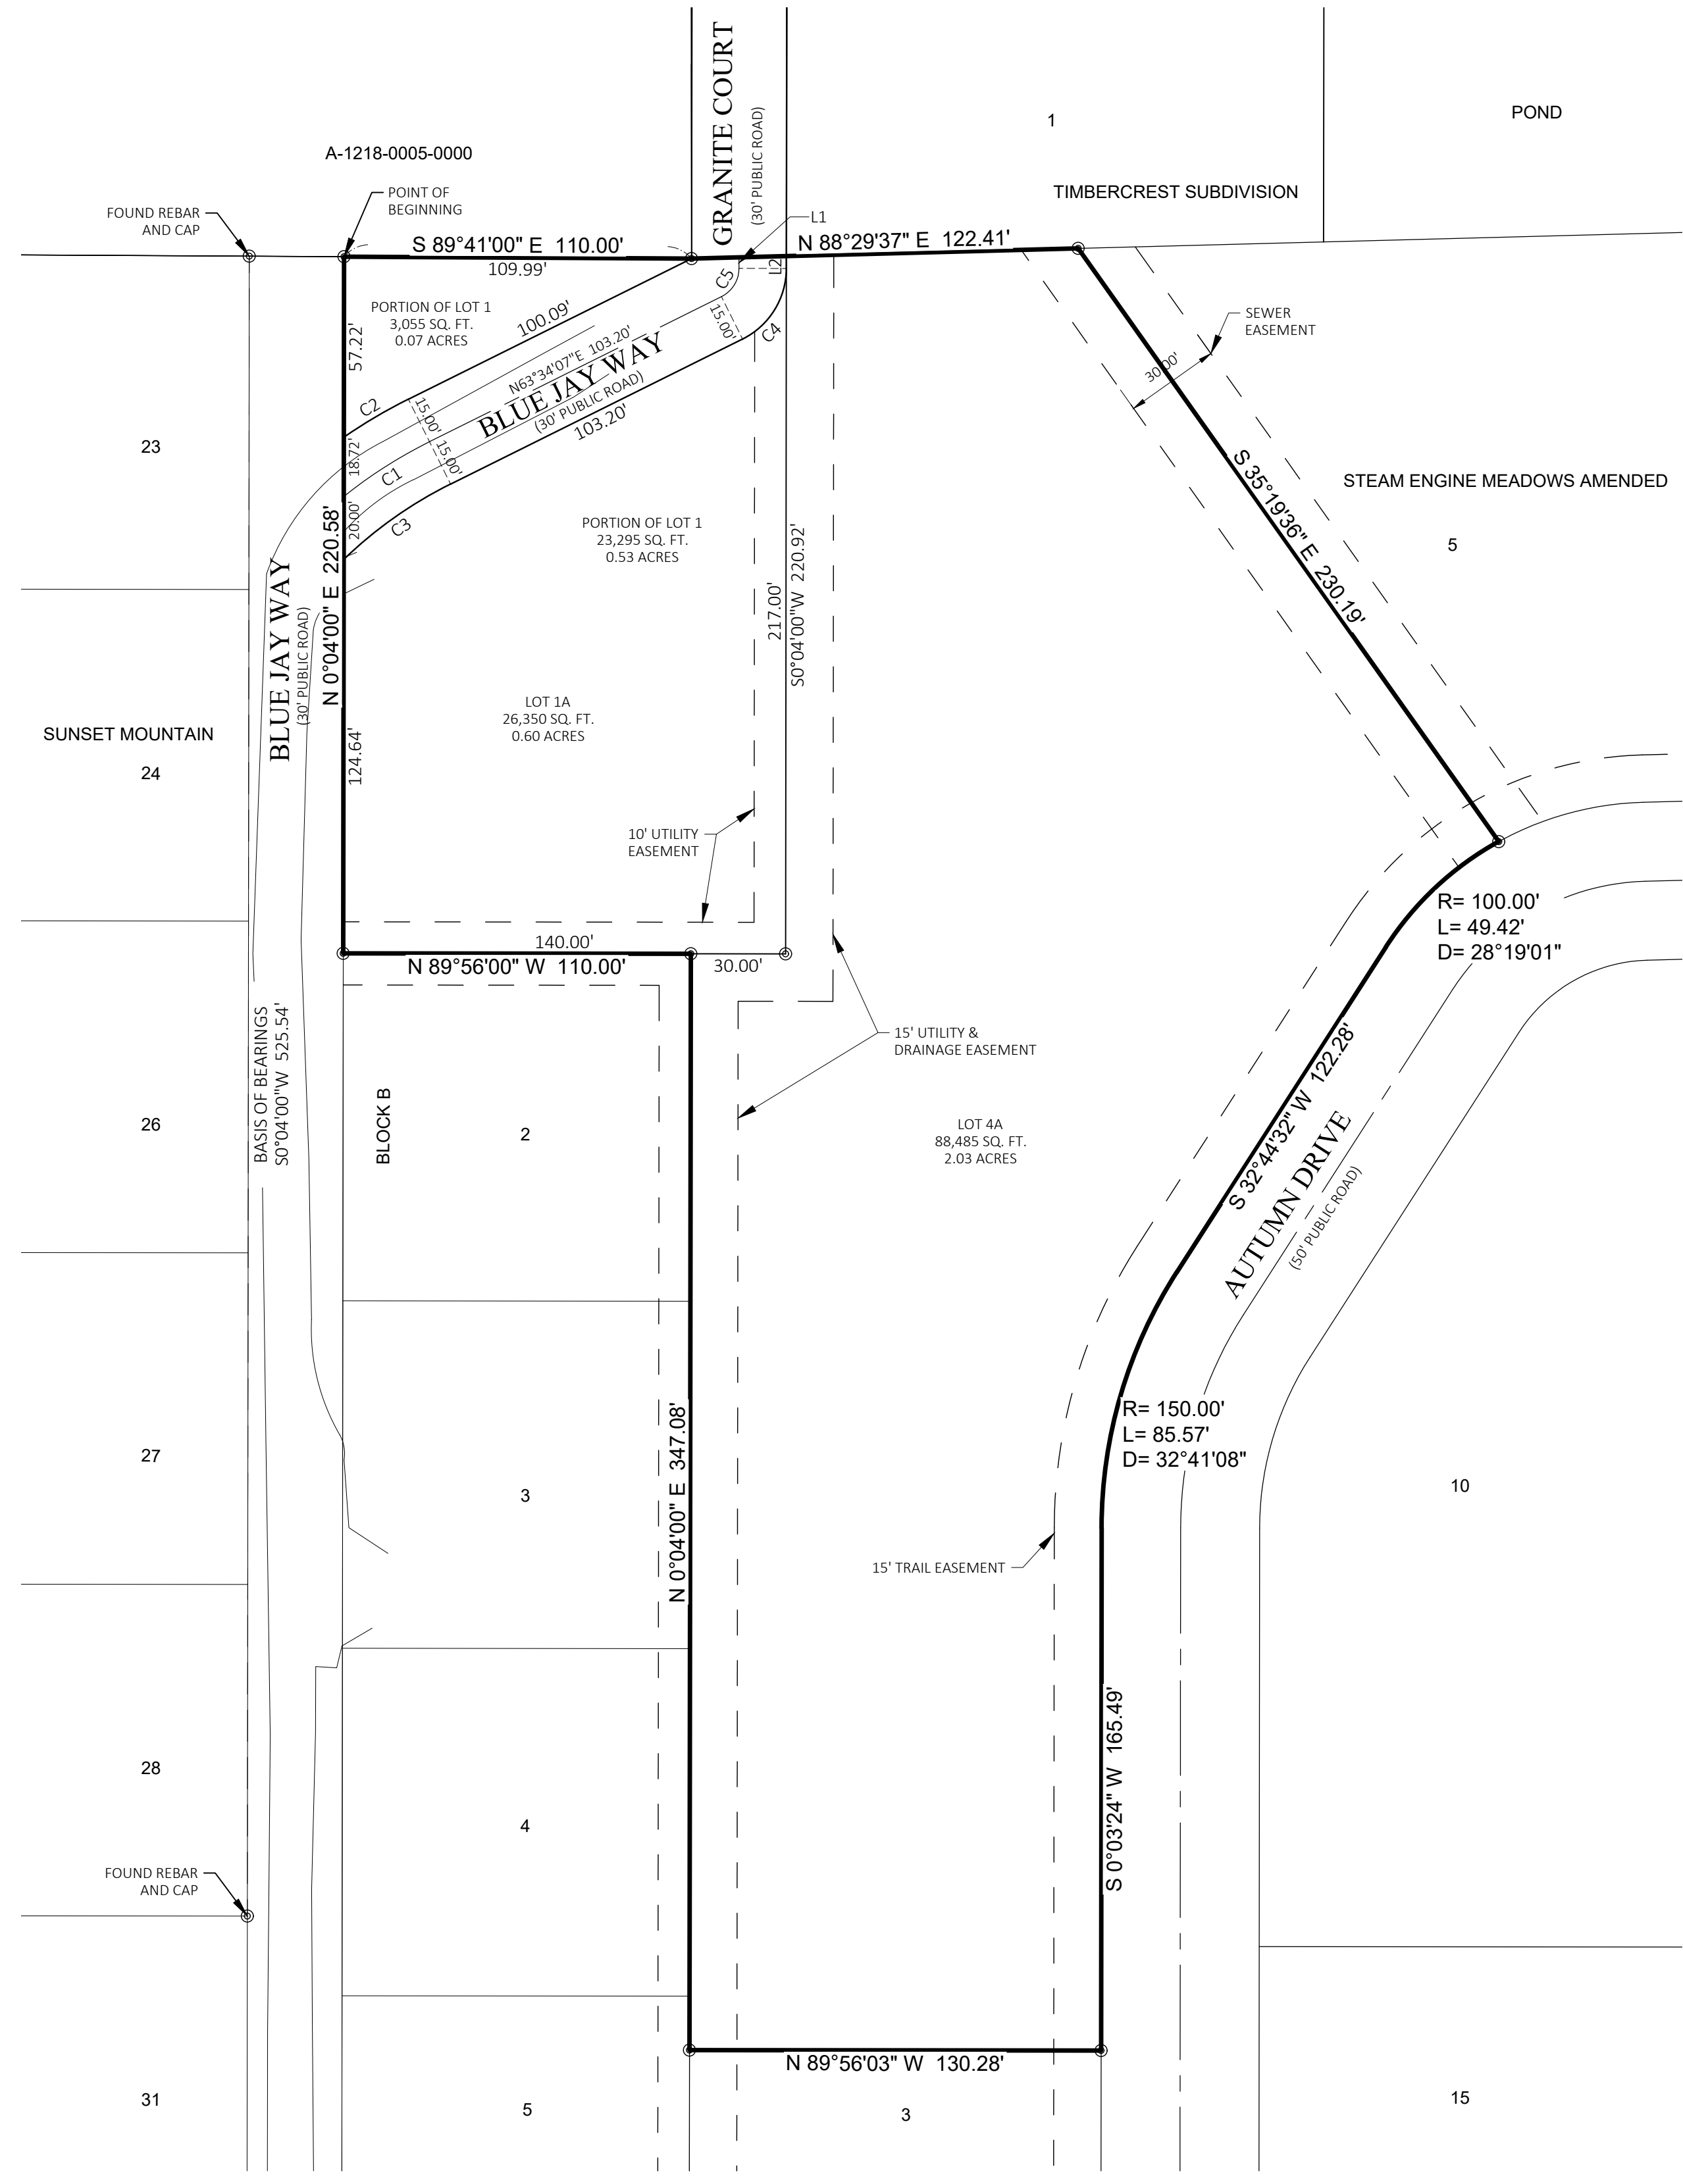 GRANITE COURT
(30' PUBLIC ROAD)
1
POND
A-1218-0005-0000
TIMBERCREST SUBDIVISION
POINT OF
BEGINNING
FOUND REBAR
AND CAP
L1
S 89°41'00" E 110.00'
N 88°29'37" E 122.41'
109.99'
L2
C5
PORTION OF LOT 1
3,055 SQ. FT.
0.07 ACRES
57.22'
100.09'
15.00'
C4
SEWER
EASEMENT
30.00'
N63°34'07"E 103.20'
BLUE JAY WAY
(30' PUBLIC ROAD)
103.20'
C2
15.00'
15.00'
18.72'
C1
20.00'
C3
23
S 35°19'36" E 230.19'
STEAM ENGINE MEADOWS AMENDED
5
PORTION OF LOT 1
23,295 SQ. FT.
0.53 ACRES
N 0°04'00" E 220.58'
217.00'
S0°04'00"W 220.92'
BLUE JAY WAY
(30' PUBLIC ROAD)
LOT 1A
26,350 SQ. FT.
0.60 ACRES
SUNSET MOUNTAIN
24
124.64'
10' UTILITY
EASEMENT
R= 100.00'
L= 49.42'
D= 28°19'01"
140.00'
N 89°56'00" W 110.00'
30.00'
15' UTILITY &
DRAINAGE EASEMENT
BASIS OF BEARINGS
S0°04'00"W 525.54'
BLOCK B
26
2
LOT 4A
88,485 SQ. FT.
2.03 ACRES
S 32°44'32" W 122.28'
AUTUMN DRIVE
(50' PUBLIC ROAD)
R= 150.00'
L= 85.57'
D= 32°41'08"
27
3
N 0°04'00" E 347.08'
10
15' TRAIL EASEMENT
28
4
S 0°03'24" W 165.49'
FOUND REBAR
AND CAP
N 89°56'03" W 130.28'
31
5
3
15